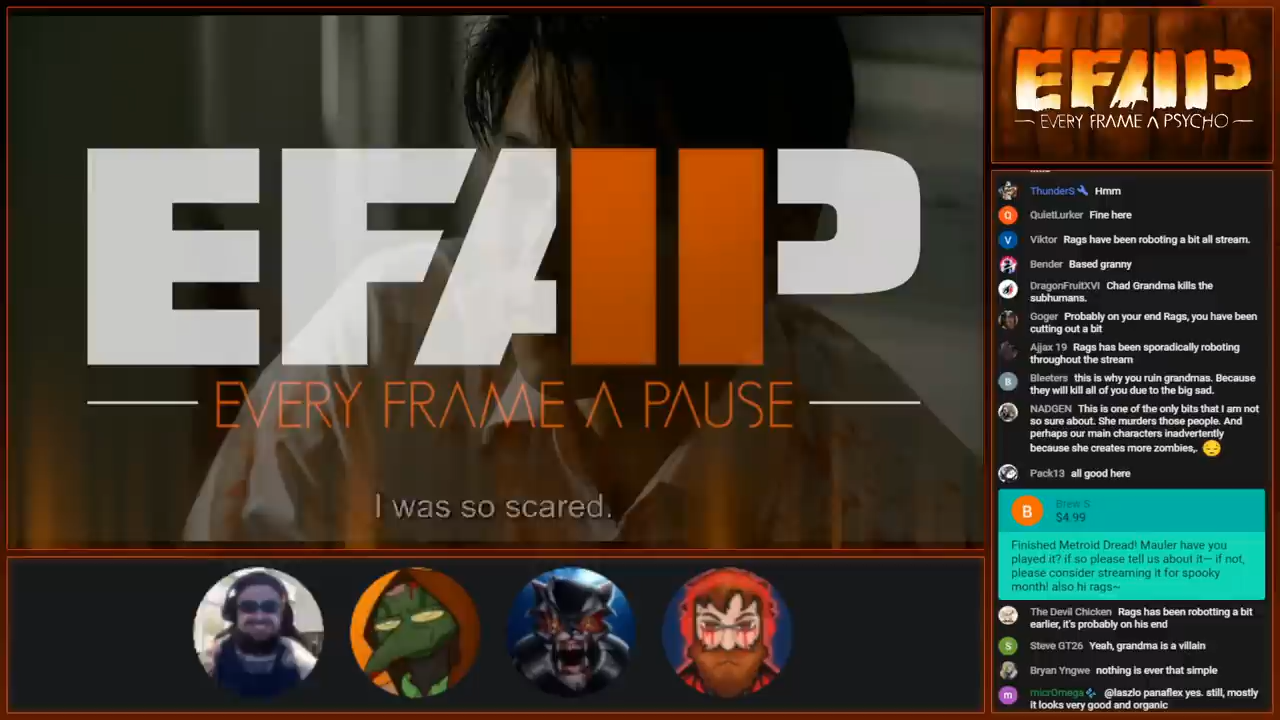 EFAP
EVERY FRAME A PAUSE
I was so scared.
EFAP
EVERY FRAME A PSYCHO
ThunderS Hmm
QuietLurker Fine here
Viktor Rags have been roboting a bit all stream.
Bender Based granny
DragonFruitXVI Chad Grandma kills the
subhumans.
Goger Probably on your end Rags, you have been
cutting out a bit
Ajjax 19 Rags has been sporadically roboting
throughout the stream
Bleeters this is why you ruin grandmas. Because
they will kill all of you due to the big sad.
NADGEN This is one of the only bits that I am not
so sure about. She murders those people. And
perhaps our main characters inadvertently
because she creates more zombies,. 😔
Pack13 all good here
B
Brew S
$4.99
Finished Metroid Dread! Mauler have you
played it? if so please tell us about it— if not,
please consider streaming it for spooky
month! also hi rags~
The Devil Chicken Rags has been robotting a bit
earlier, it's probably on his end
Steve GT26 Yeah, grandma is a villain
Bryan Yngwe nothing is ever that simple
micr0mega @laszlo panaflex yes. still, mostly
it looks very good and organic